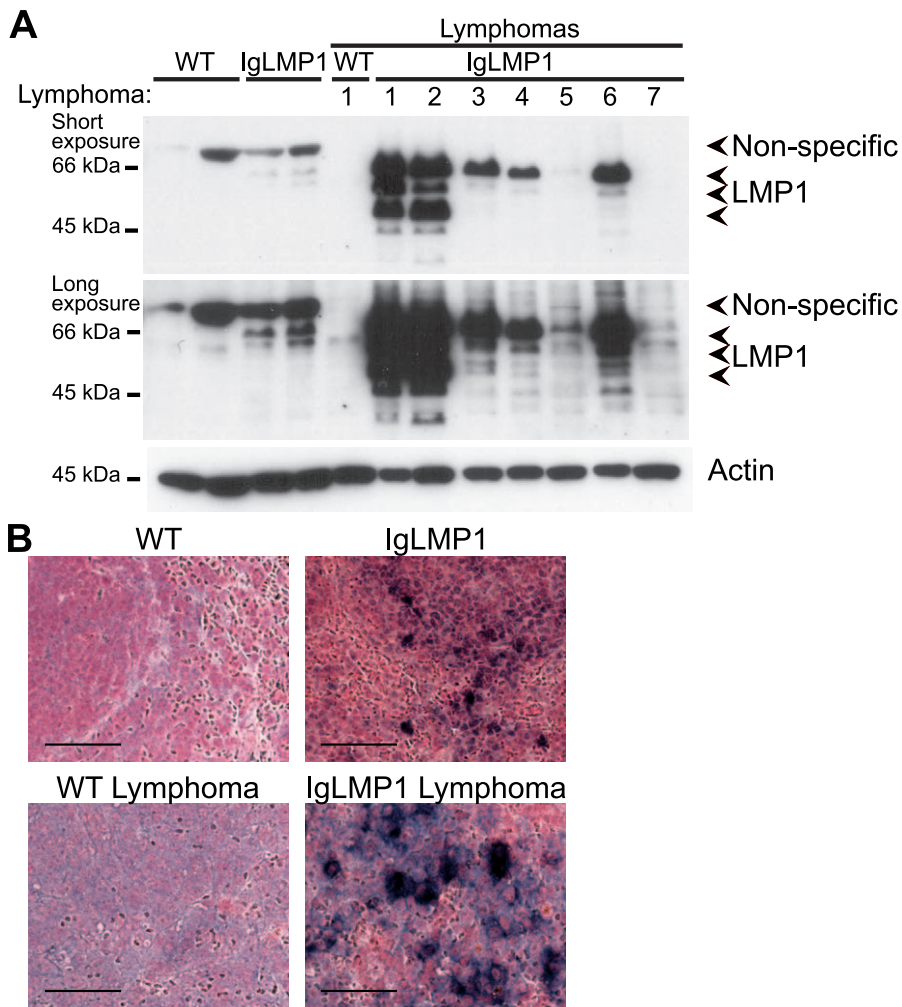 A
Lymphomas
WT IgLMP1 WT IgLMP1
Lymphoma: 1 1 2 3 4 5 6 7
Short
exposure
Non-specific
66 kDa
LMP1
45 kDa
Long
exposure
Non-specific
66 kDa
LMP1
45 kDa
45 kDa
Actin
B
WT IgLMP1
WT Lymphoma IgLMP1 Lymphoma